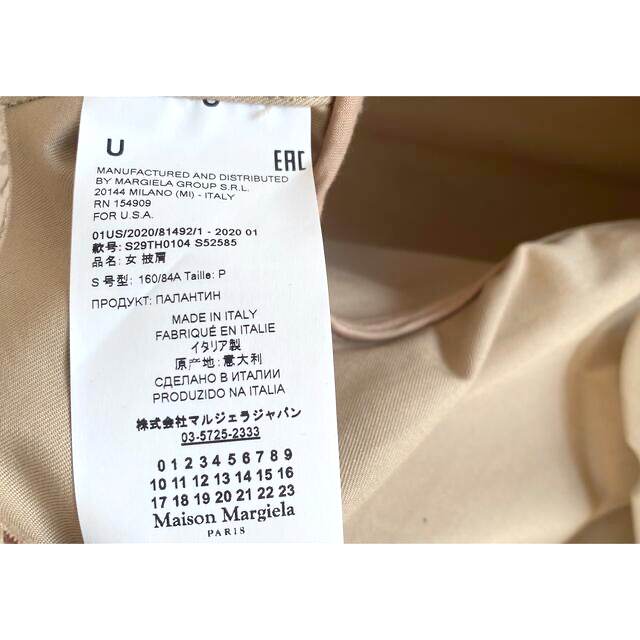 U
EAC
MANUFACTURED AND DISTRIBUTED
BY MARGIELA GROUP S.R.L.
20144 MILANO (MI) - ITALY
RN 154909
FOR U.S.A.
01US/2020/81492/1 - 2020 01
款号: S29TH0104 S52585
品名: 女 披肩
S 号型: 160/84A Taille: P
ПРОДУКТ: ПАЛАНТИН
MADE IN ITALY
FABRIQUÉ EN ITALIE
イタリア製
原产地: 意大利
СДЕЛАНО В ИТАЛИИ
PRODUZIDO NA ITALIA
株式会社マルジェラジャパン
03-5725-2333
0 1 2 3 4 5 6 7 8 9
10 11 12 13 14 15 16
17 18 19 20 21 22 23
Maison Margiela
PARIS